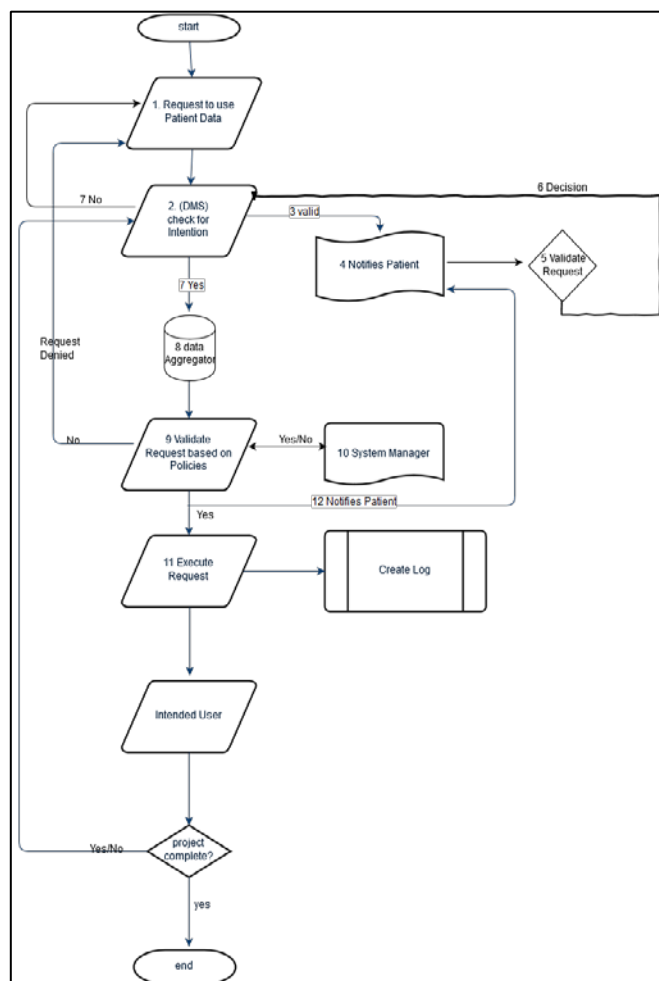 start
1. Request to use
Patient Data
6 Decision
7 No
2. (DMS)
check for
Intention
3 valid
4 Notifies Patient
5 Validate
Request
7 Yes
Request
Denied
8 data
Aggregator
No
9 Validate
Request based on
Policies
Yes/No
10 System Manager
12 Notifies Patient
Yes
11 Execute
Request
Create Log
Intended User
Yes/No
project
complete?
yes
end